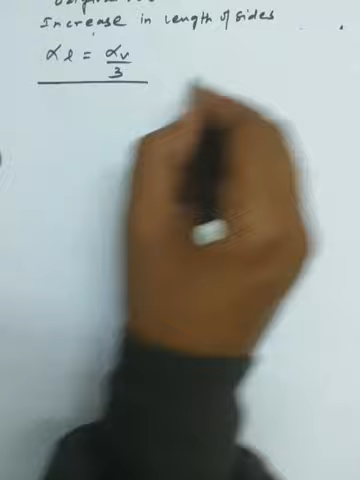 Increase in Length of sides
αl = αv/3